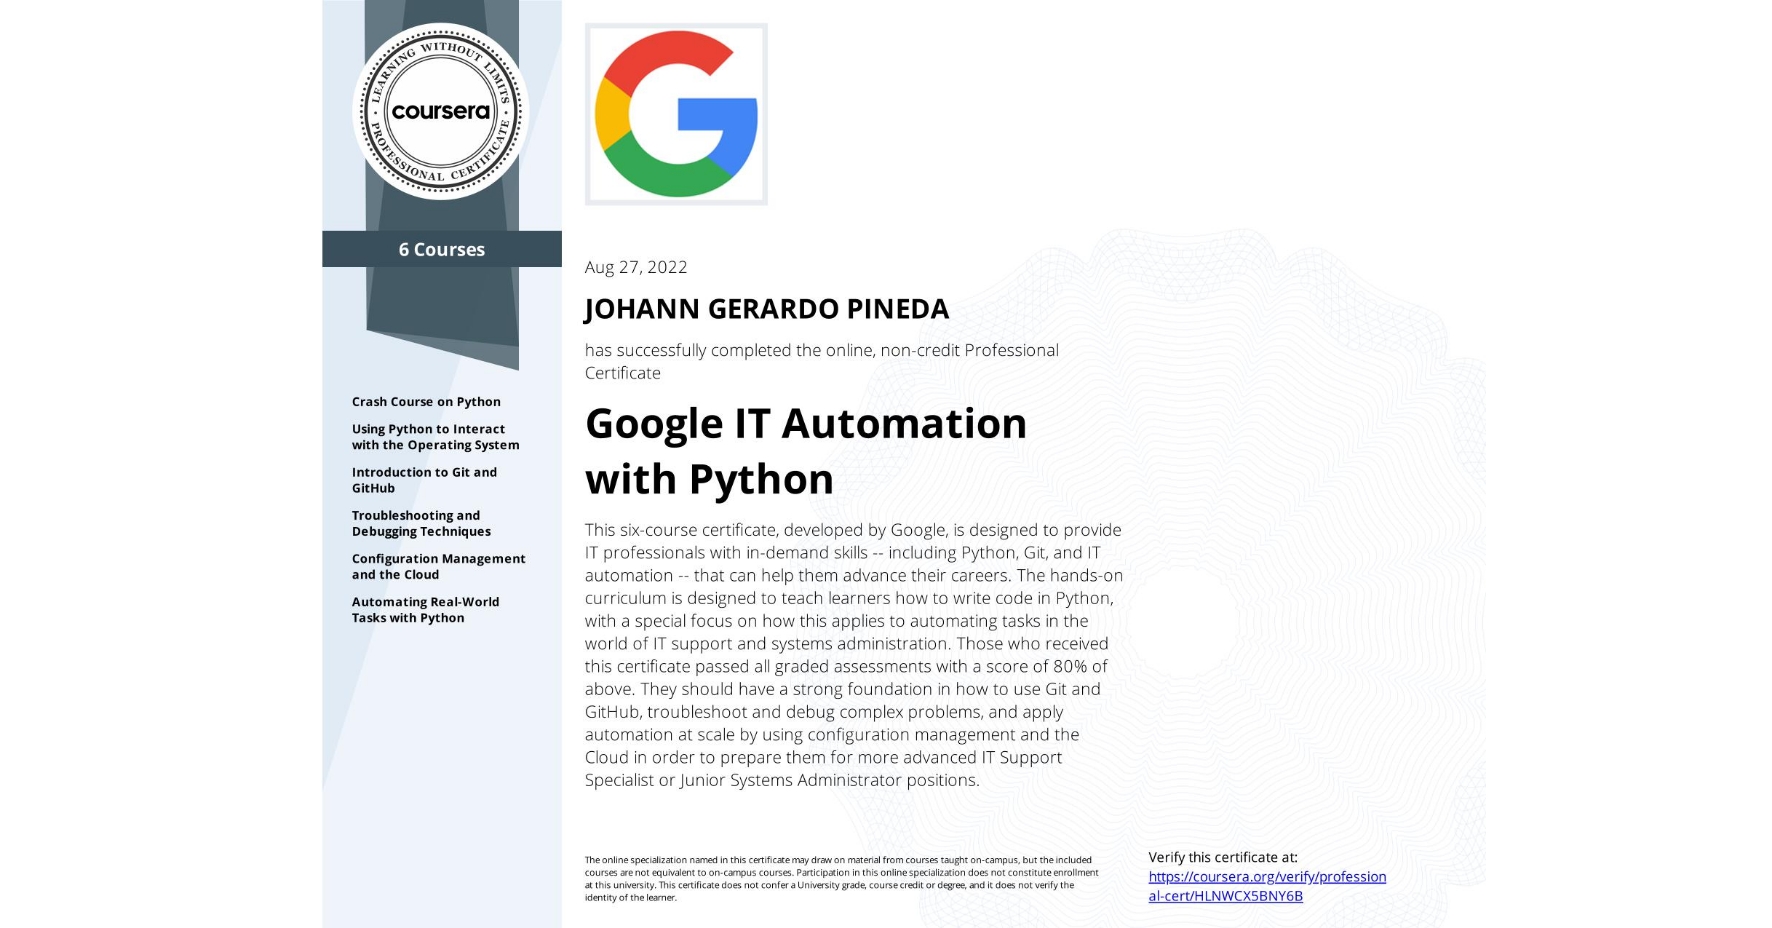 LEARNING WITHOUT LIMITS
coursera
PROFESSIONAL CERTIFICATE
6 Courses
Crash Course on Python
Using Python to Interact
with the Operating System
Introduction to Git and
GitHub
Troubleshooting and
Debugging Techniques
Configuration Management
and the Cloud
Automating Real-World
Tasks with Python
Aug 27, 2022
JOHANN GERARDO PINEDA
has successfully completed the online, non-credit Professional
Certificate
Google IT Automation
with Python
This six-course certificate, developed by Google, is designed to provide
IT professionals with in-demand skills -- including Python, Git, and IT
automation -- that can help them advance their careers. The hands-on
curriculum is designed to teach learners how to write code in Python,
with a special focus on how this applies to automating tasks in the
world of IT support and systems administration. Those who received
this certificate passed all graded assessments with a score of 80% of
above. They should have a strong foundation in how to use Git and
GitHub, troubleshoot and debug complex problems, and apply
automation at scale by using configuration management and the
Cloud in order to prepare them for more advanced IT Support
Specialist or Junior Systems Administrator positions.
The online specialization named in this certificate may draw on material from courses taught on-campus, but the included
courses are not equivalent to on-campus courses. Participation in this online specialization does not constitute enrollment
at this university. This certificate does not confer a University grade, course credit or degree, and it does not verify the
identity of the learner.
Verify this certificate at:
https://coursera.org/verify/profession
al-cert/HLNWCX5BNY6B